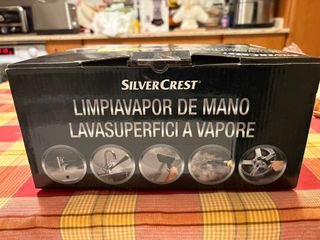 SILVERCREST®
LIMPIAVAPOR DE MANO
LAVASUPERFICI A VAPORE